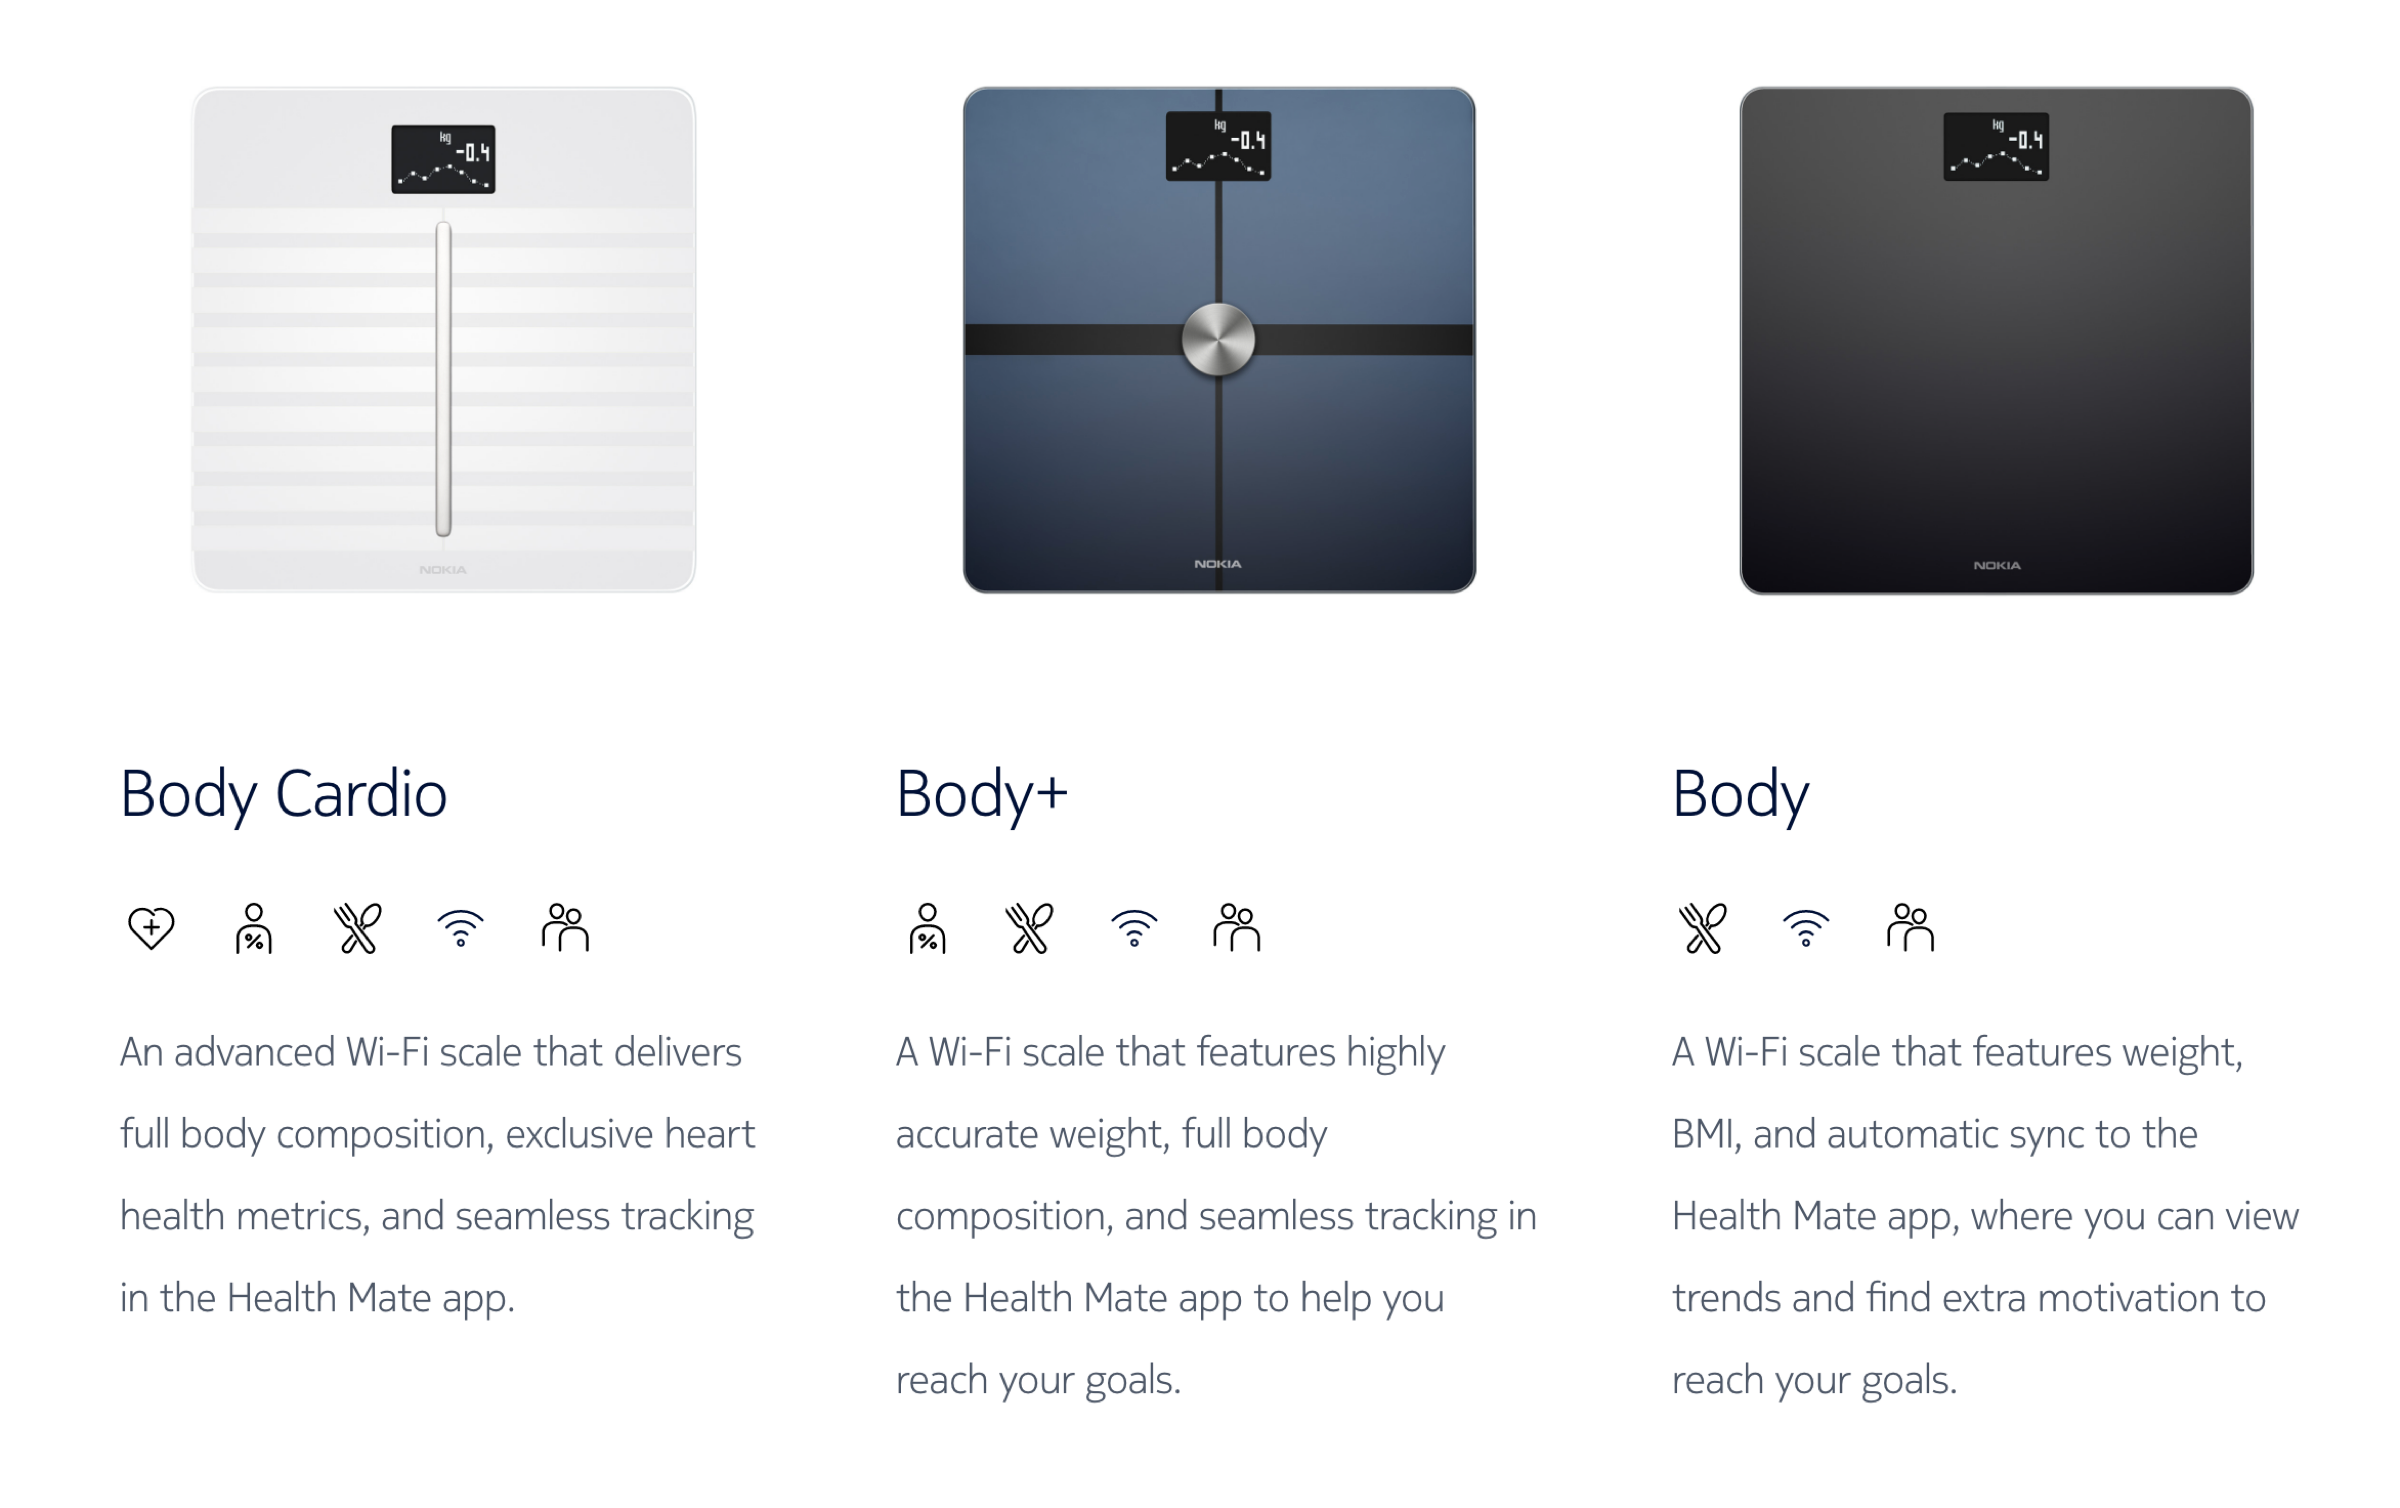 kg
-0.4
NOKIA
kg
-0.4
NOKIA
kg
-0.4
NOKIA
Body Cardio
%
An advanced Wi-Fi scale that delivers
full body composition, exclusive heart
health metrics, and seamless tracking
in the Health Mate app.
Body+
%
A Wi-Fi scale that features highly
accurate weight, full body
composition, and seamless tracking in
the Health Mate app to help you
reach your goals.
Body
A Wi-Fi scale that features weight,
BMI, and automatic sync to the
Health Mate app, where you can view
trends and find extra motivation to
reach your goals.